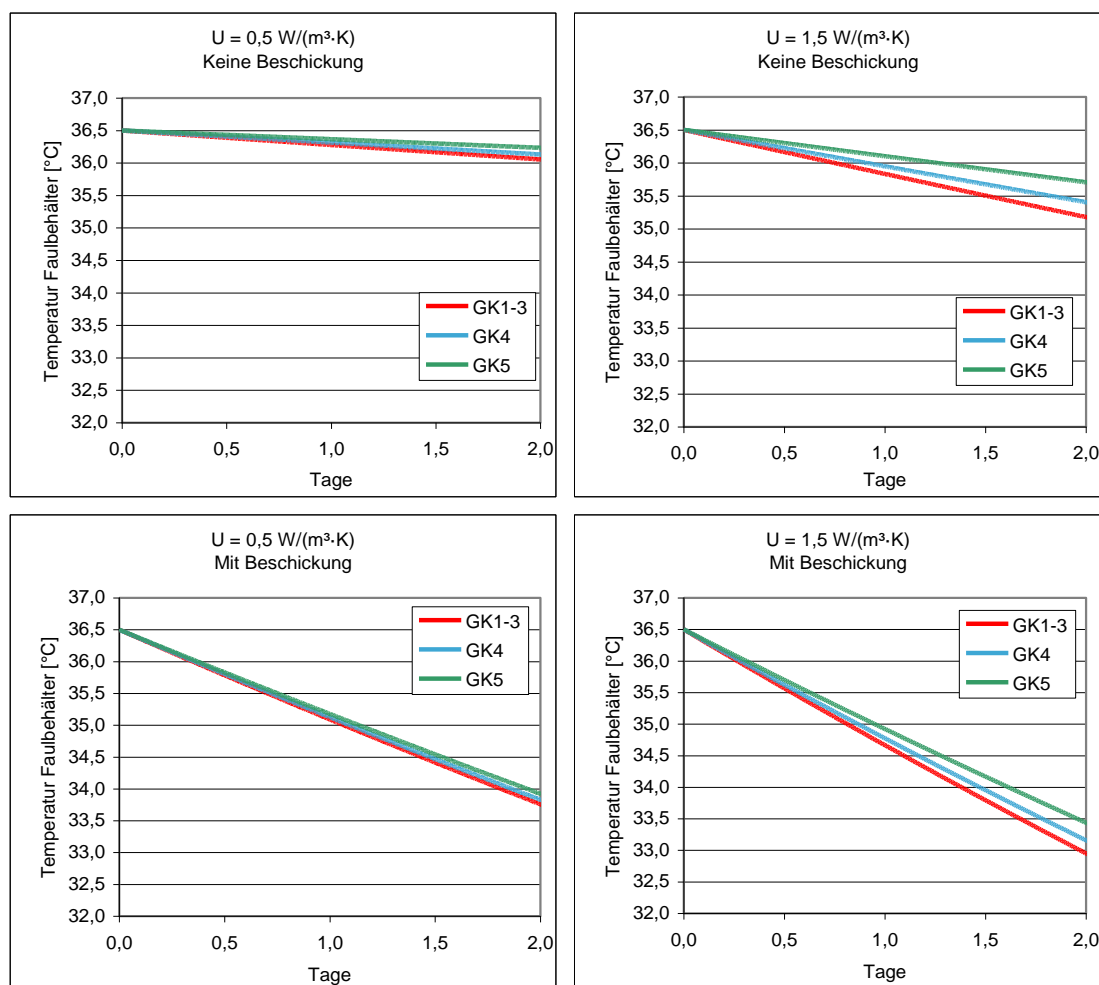 U = 0,5 W/(m³·K)
Keine Beschickung
Temperatur Faulbehälter [°C]
37,0
36,5
36,0
35,5
35,0
34,5
34,0
33,5
33,0
32,5
32,0
GK1-3
GK4
GK5
0,0 0,5 1,0 1,5 2,0
Tage
U = 1,5 W/(m³·K)
Keine Beschickung
Temperatur Faulbehälter [°C]
37,0
36,5
36,0
35,5
35,0
34,5
34,0
33,5
33,0
32,5
32,0
GK1-3
GK4
GK5
0,0 0,5 1,0 1,5 2,0
Tage
U = 0,5 W/(m³·K)
Mit Beschickung
Temperatur Faulbehälter [°C]
37,0
36,5
36,0
35,5
35,0
34,5
34,0
33,5
33,0
32,5
32,0
GK1-3
GK4
GK5
0,0 0,5 1,0 1,5 2,0
Tage
U = 1,5 W/(m³·K)
Mit Beschickung
Temperatur Faulbehälter [°C]
37,0
36,5
36,0
35,5
35,0
34,5
34,0
33,5
33,0
32,5
32,0
GK1-3
GK4
GK5
0,0 0,5 1,0 1,5 2,0
Tage